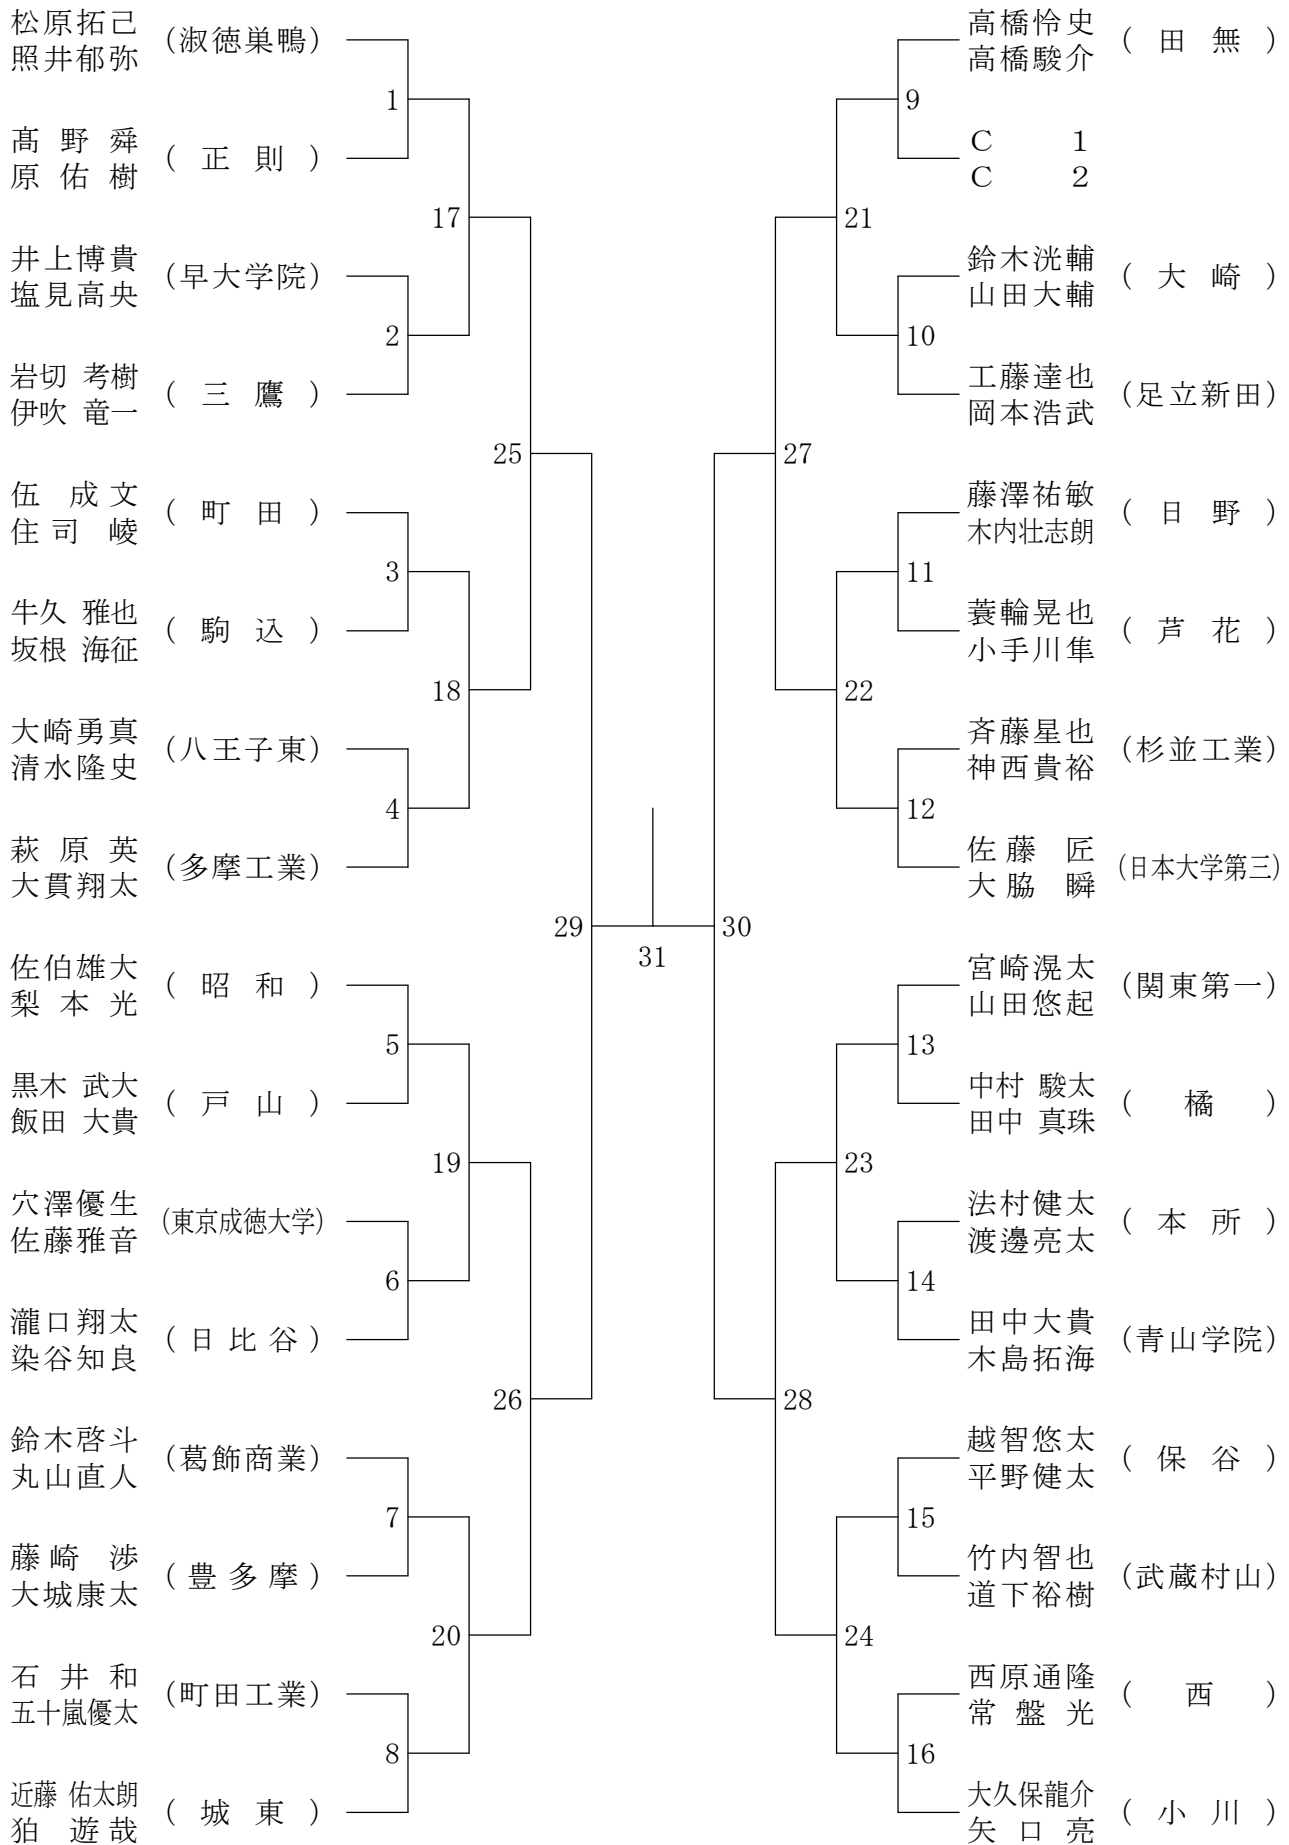 松原拓己
照井郁弥
(淑徳巣鴨)
1
髙野舜
原佑樹
(正則)
17
井上博貴
塩見高央
(早大学院)
2
岩切 考樹
伊吹 竜一
(三鷹)
25
伍 成文
住司 崚
(町田)
3
牛久 雅也
坂根 海征
(駒込)
18
大崎勇真
清水隆史
(八王子東)
4
萩原英
大貫翔太
(多摩工業)
29
佐伯雄大
梨本光
(昭和)
5
黒木 武大
飯田 大貴
(戸山)
19
穴澤優生
佐藤雅音
(東京成徳大学)
6
瀧口翔太
染谷知良
(日比谷)
26
鈴木啓斗
丸山直人
(葛飾商業)
7
藤崎 渉
大城康太
(豊多摩)
20
石井和
五十嵐優太
(町田工業)
8
近藤 佑太朗
狛 遊哉
(城東)
31
高橋怜史
高橋駿介
(田無)
9
C 1
C 2
21
鈴木洸輔
山田大輔
(大崎)
10
工藤達也
岡本浩武
(足立新田)
27
藤澤祐敏
木内壮志朗
(日野)
11
蓑輪晃也
小手川隼
(芦花)
22
斉藤星也
神西貴裕
(杉並工業)
12
佐藤 匠
大脇 瞬
(日本大学第三)
30
宮崎滉太
山田悠起
(関東第一)
13
中村 駿太
田中 真珠
(橘)
23
法村健太
渡邊亮太
(本所)
14
田中大貴
木島拓海
(青山学院)
28
越智悠太
平野健太
(保谷)
15
竹内智也
道下裕樹
(武蔵村山)
24
西原通隆
常盤光
(西)
16
大久保龍介
矢口亮
(小川)